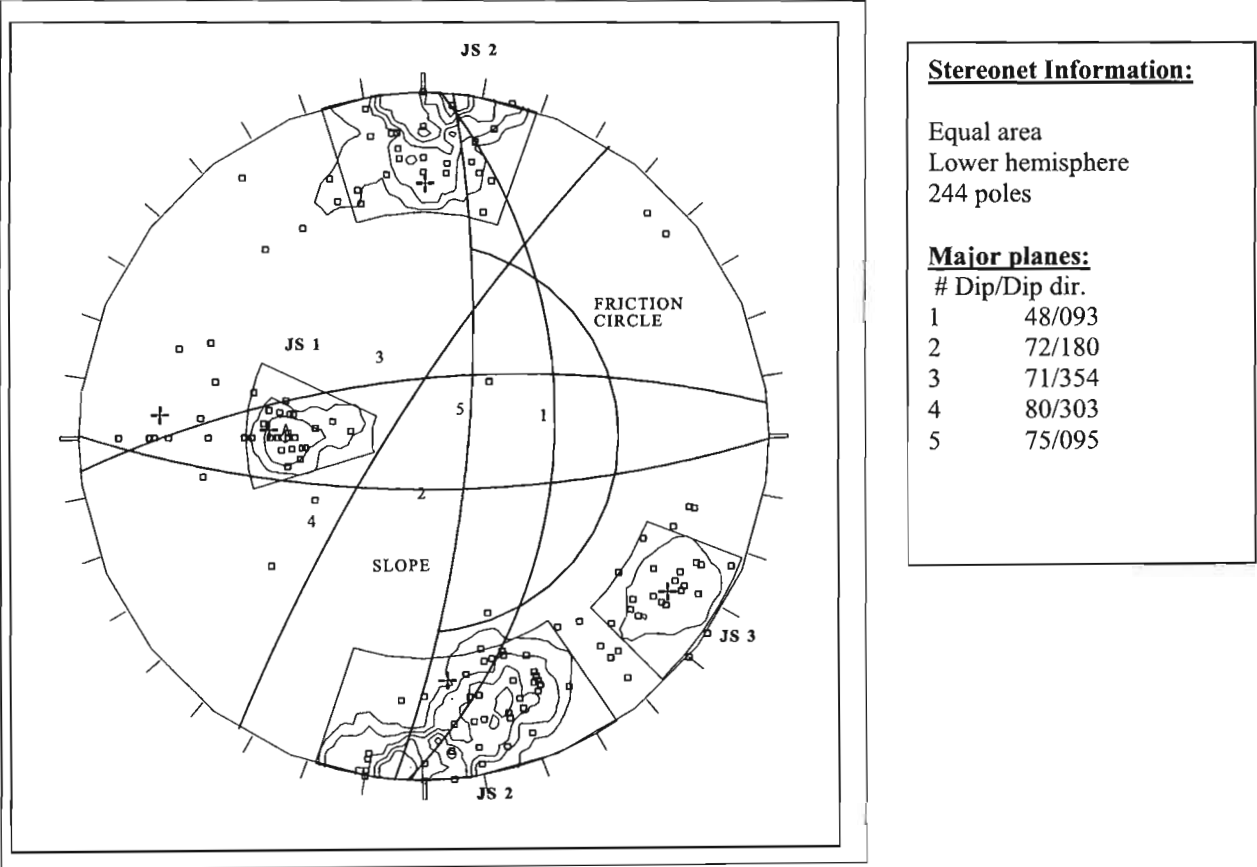 JS 2
FRICTION
CIRCLE
JS 1
3
5
1
2
4
SLOPE
JS 3
JS 2
Stereonet Information:
Equal area
Lower hemisphere
244 poles
Major planes:
# Dip/Dip dir.
1 48/093
2 72/180
3 71/354
4 80/303
5 75/095